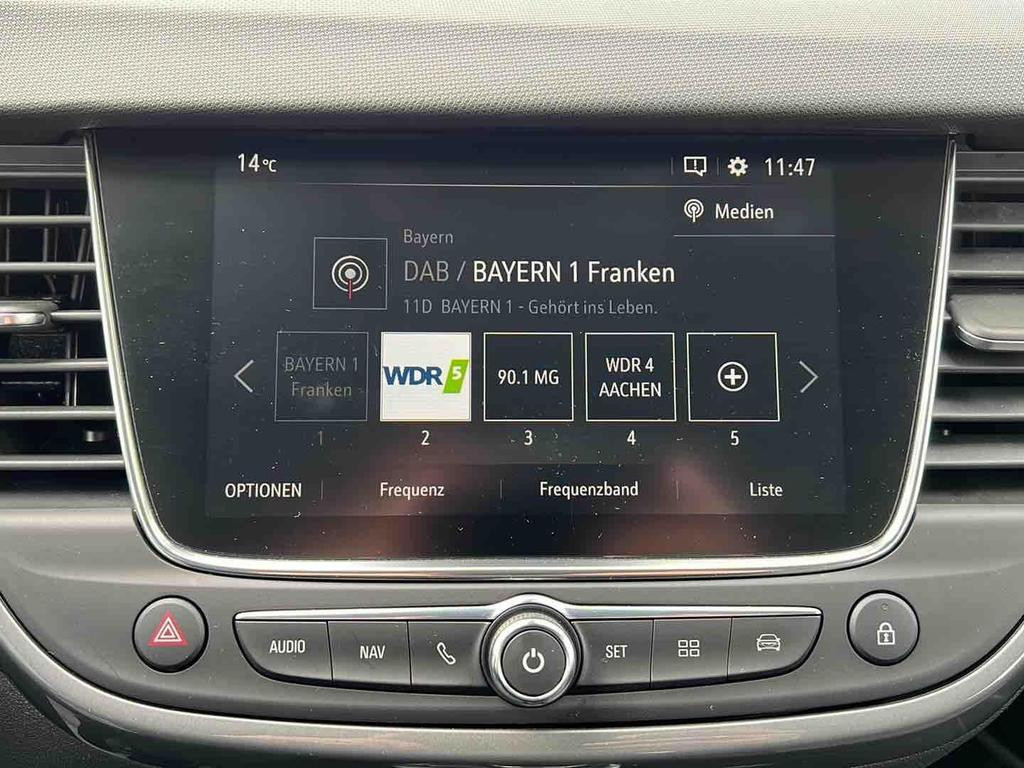 14°C
11:47
Medien
Bayern
DAB / BAYERN 1 Franken
11D BAYERN 1 - Gehört ins Leben.
BAYERN 1
Franken
WDR 5
90.1 MG
WDR 4
AACHEN
1
2
3
4
5
OPTIONEN
Frequenz
Frequenzband
Liste
AUDIO
NAV
SET